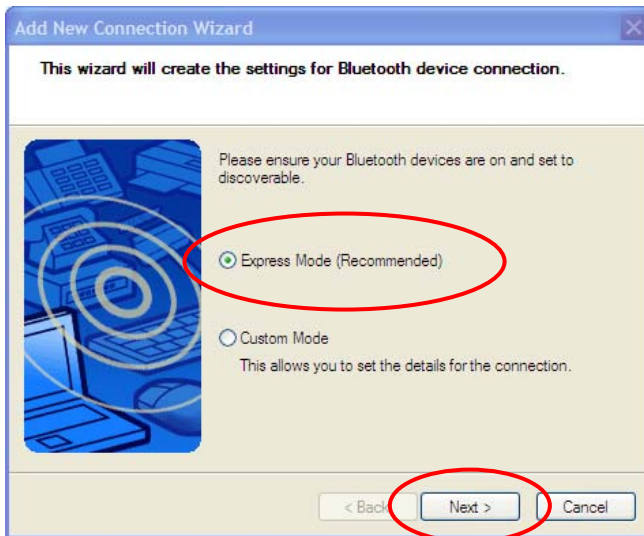 Add New Connection Wizard
This wizard will create the settings for Bluetooth device connection.
Please ensure your Bluetooth devices are on and set to
discoverable.
Express Mode (Recommended)
Custom Mode
This allows you to set the details for the connection.
< Back Next > Cancel